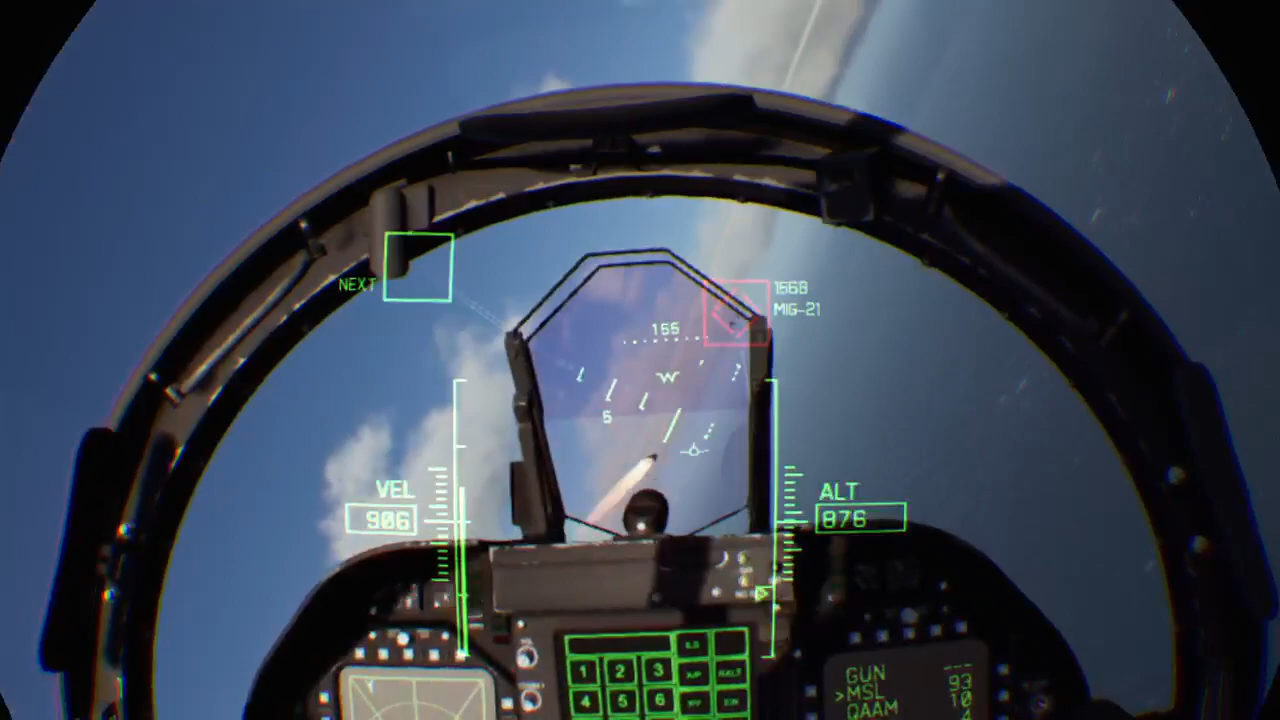 NEXT
1668
MIG-21
155
5
VEL
906
ALT
876
1 2 3
4 5 6
GUN ---
>MSL 93
QAAM 10